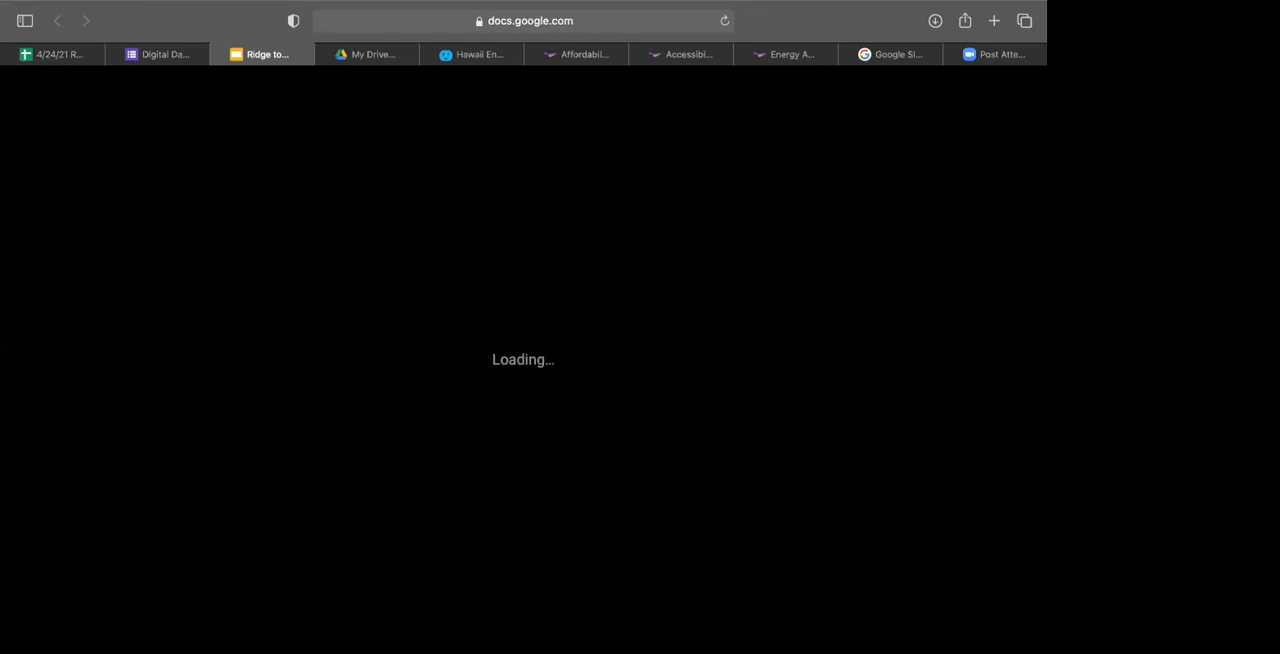 docs.google.com
4/24/21 R...
Digital Da...
Ridge to...
My Drive...
Hawaii En...
Affordabil...
Accessibi...
Energy A...
Google Sl...
Post Atte...
Loading...